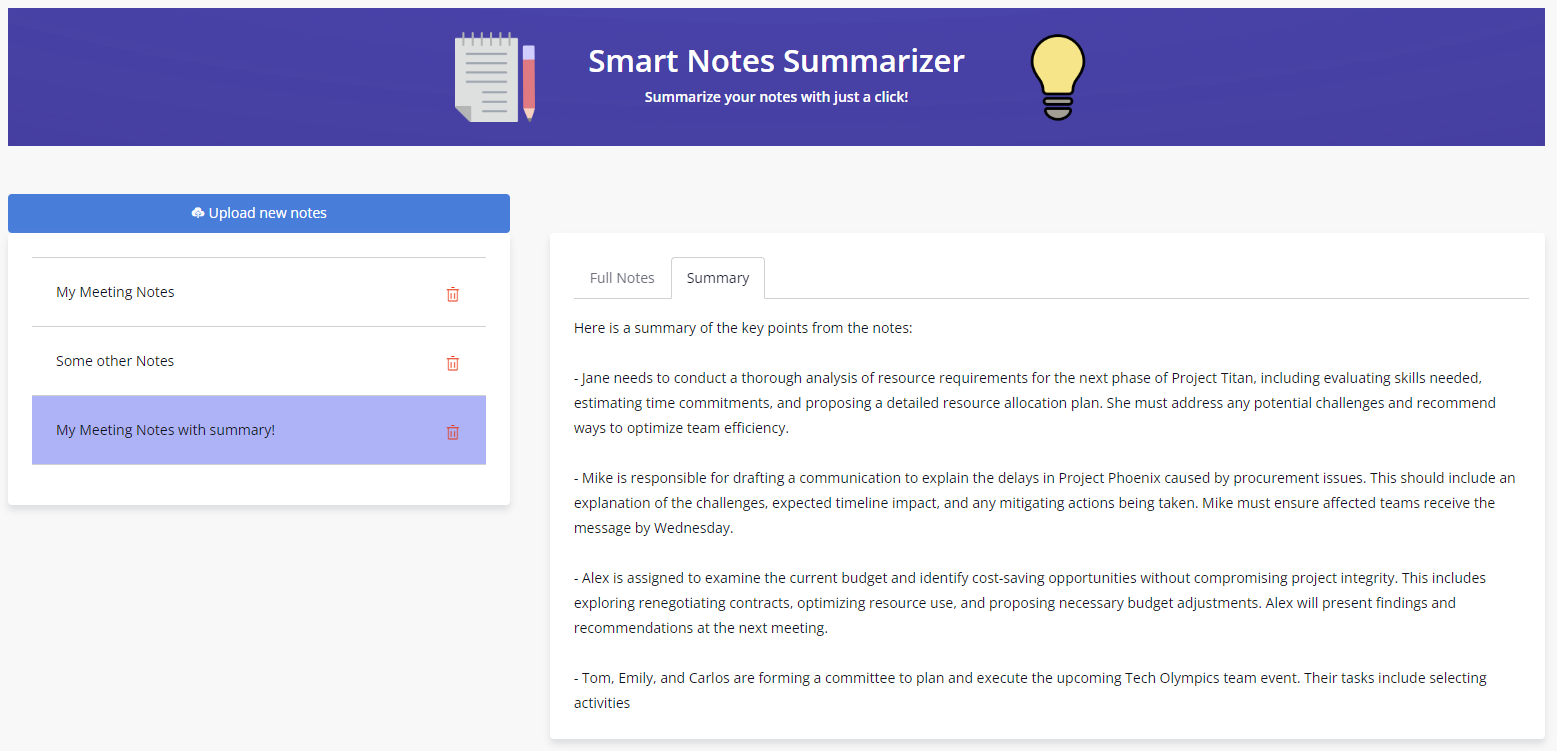 Smart Notes Summarizer
Summarize your notes with just a click!
Upload new notes
My Meeting Notes
Some other Notes
My Meeting Notes with summary!
Full Notes
Summary
Here is a summary of the key points from the notes:
- Jane needs to conduct a thorough analysis of resource requirements for the next phase of Project Titan, including evaluating skills needed,
estimating time commitments, and proposing a detailed resource allocation plan. She must address any potential challenges and recommend
ways to optimize team efficiency.
- Mike is responsible for drafting a communication to explain the delays in Project Phoenix caused by procurement issues. This should include an
explanation of the challenges, expected timeline impact, and any mitigating actions being taken. Mike must ensure affected teams receive the
message by Wednesday.
- Alex is assigned to examine the current budget and identify cost-saving opportunities without compromising project integrity. This includes
exploring renegotiating contracts, optimizing resource use, and proposing necessary budget adjustments. Alex will present findings and
recommendations at the next meeting.
- Tom, Emily, and Carlos are forming a committee to plan and execute the upcoming Tech Olympics team event. Their tasks include selecting
activities